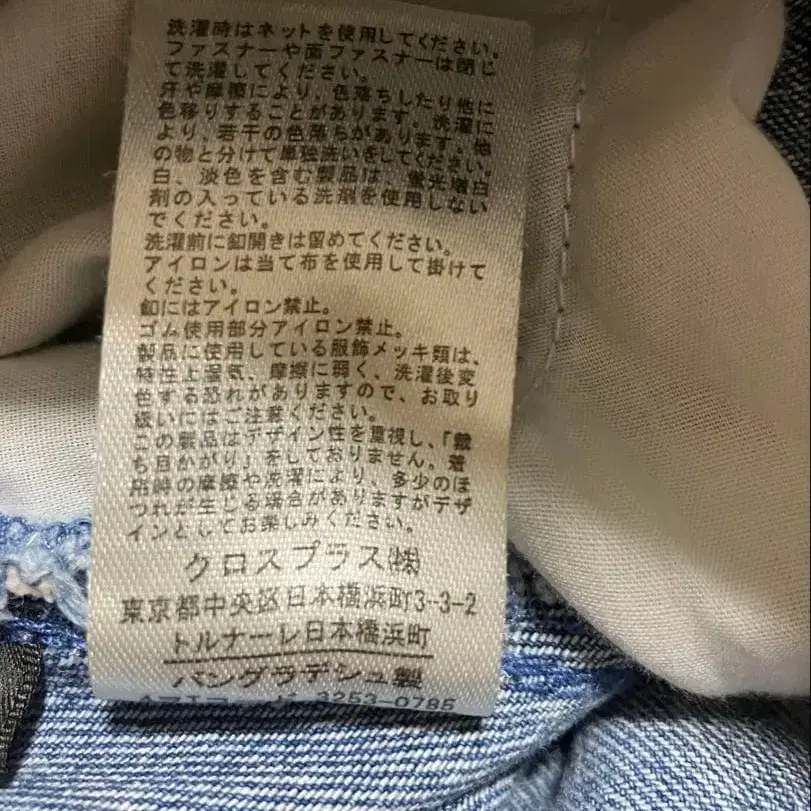 洗濯時はネットを使用してください。
ファスナーや面ファスナーは閉じ
て洗濯してください。
汗や摩擦により、色落ちしたり他に
色移りすることがあります。洗濯に
より、若干の色落ちがあります。他
の物と分けて単独洗いをしてください。
白、淡色を含む製品は、蛍光増白
剤の入っている洗剤を使用しない
でください。
洗濯前に釦開きは留めてください。
アイロンは当て布を使用して掛けて
ください。
釦にはアイロン禁止。
ゴム使用部分アイロン禁止。
製品に使用している服飾メッキ類は、
特性上湿気、摩擦に弱く、洗濯後変
色する恐れがありますので、お取り
扱いにはご注意ください。
この製品はデザイン性を重視し、「裁
ち目かがり」をしておりません。着
用時の摩擦や洗濯により、多少のほ
つれが生じる場合がありますがデザ
インとしてお楽しみください。
クロスプラス㈱
東京都中央区日本橋浜町3-3-2
トルナーレ日本橋浜町
バングラデシュ製
3253-0785